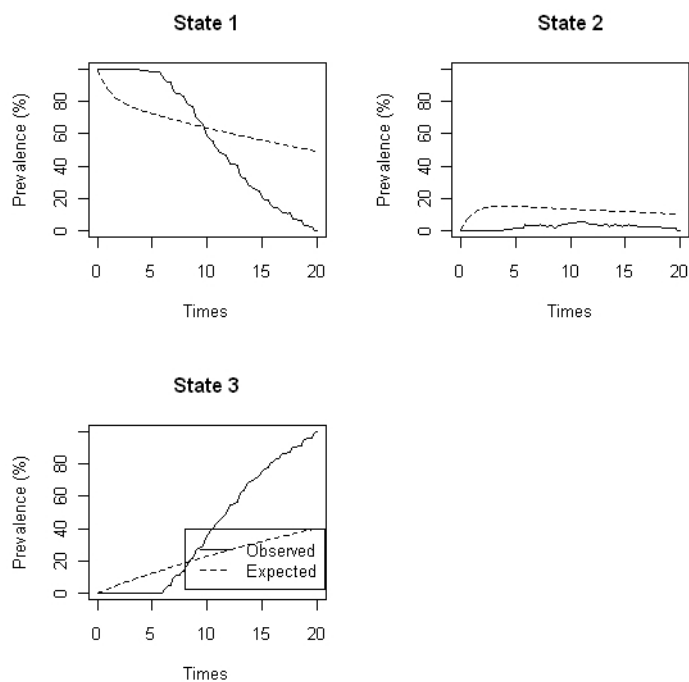 State 1
Prevalence (%)
0 20 40 60 80
0 5 10 15 20
Times
State 2
Prevalence (%)
0 20 40 60 80
0 5 10 15 20
Times
State 3
Prevalence (%)
0 20 40 60 80
Observed
Expected
0 5 10 15 20
Times